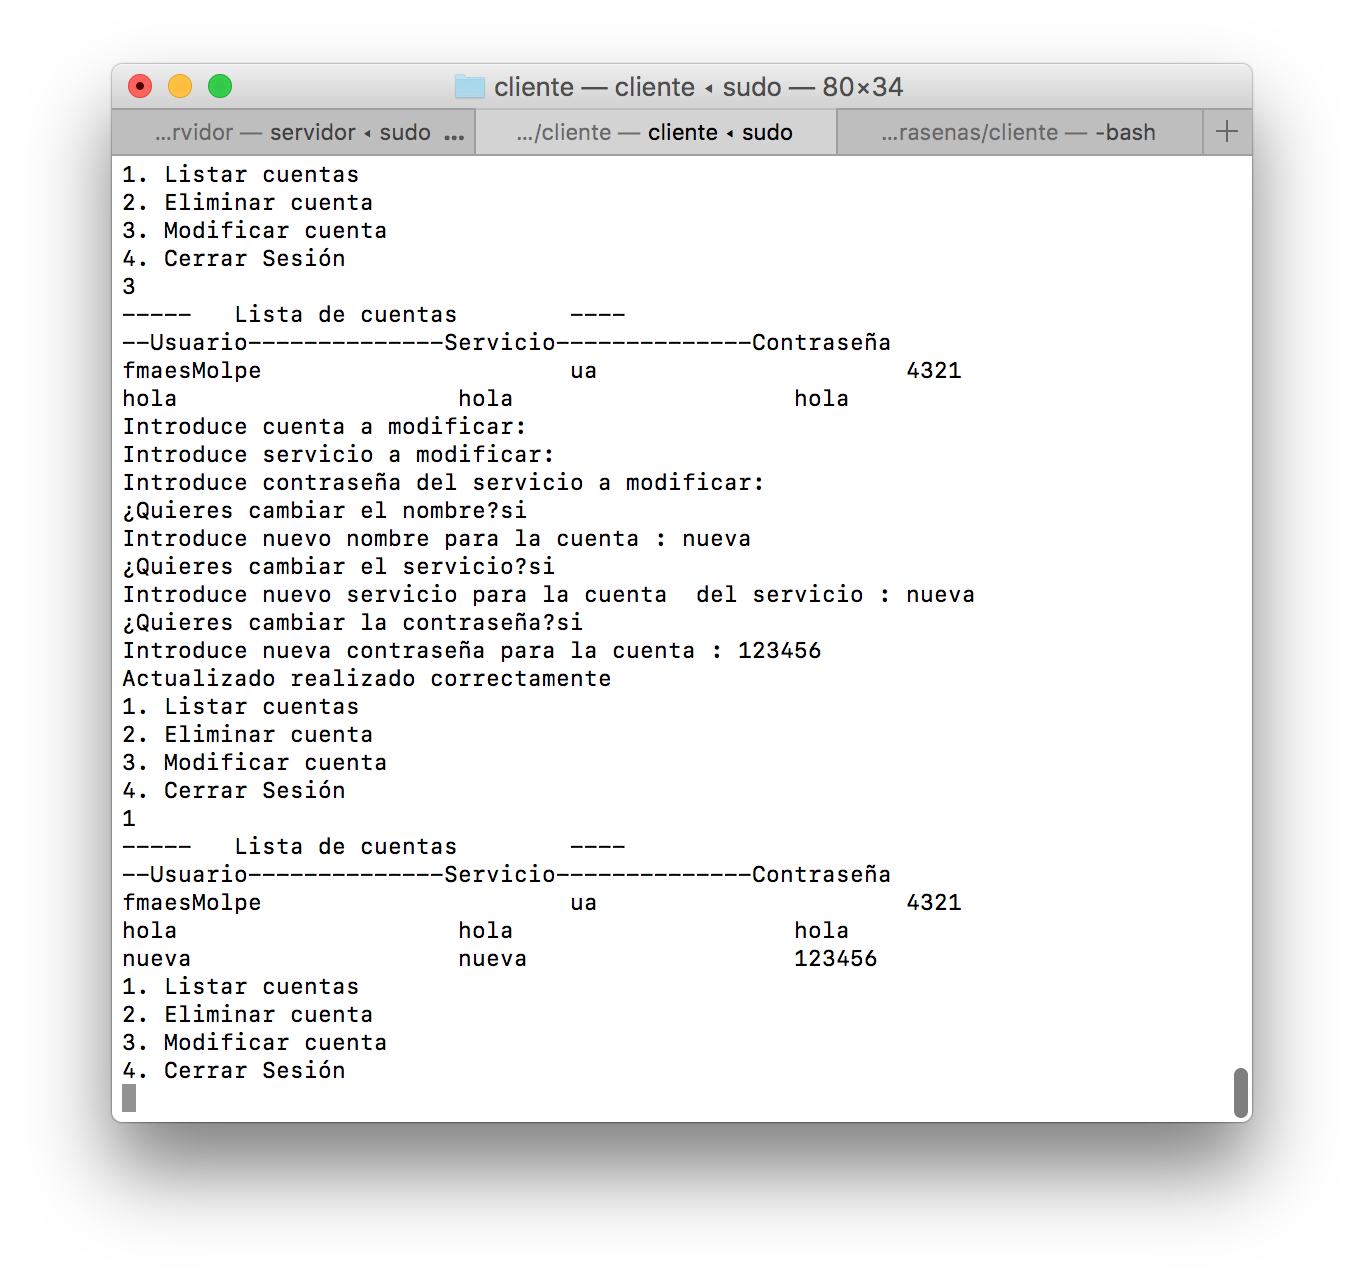 cliente — cliente ◂ sudo — 80×34
...rvidor — servidor ◂ sudo ...
.../cliente — cliente ◂ sudo
...rasenas/cliente — -bash
1. Listar cuentas
2. Eliminar cuenta
3. Modificar cuenta
4. Cerrar Sesión
3
-----   Lista de cuentas        ----
--Usuario--------------Servicio--------------Contraseña
fmaesMolpe                      ua                      4321
hola                    hola                    hola
Introduce cuenta a modificar:
Introduce servicio a modificar:
Introduce contraseña del servicio a modificar:
¿Quieres cambiar el nombre?si
Introduce nuevo nombre para la cuenta : nueva
¿Quieres cambiar el servicio?si
Introduce nuevo servicio para la cuenta  del servicio : nueva
¿Quieres cambiar la contraseña?si
Introduce nueva contraseña para la cuenta : 123456
Actualizado realizado correctamente
1. Listar cuentas
2. Eliminar cuenta
3. Modificar cuenta
4. Cerrar Sesión
1
-----   Lista de cuentas        ----
--Usuario--------------Servicio--------------Contraseña
fmaesMolpe                      ua                      4321
hola                    hola                    hola
nueva                   nueva                   123456
1. Listar cuentas
2. Eliminar cuenta
3. Modificar cuenta
4. Cerrar Sesión